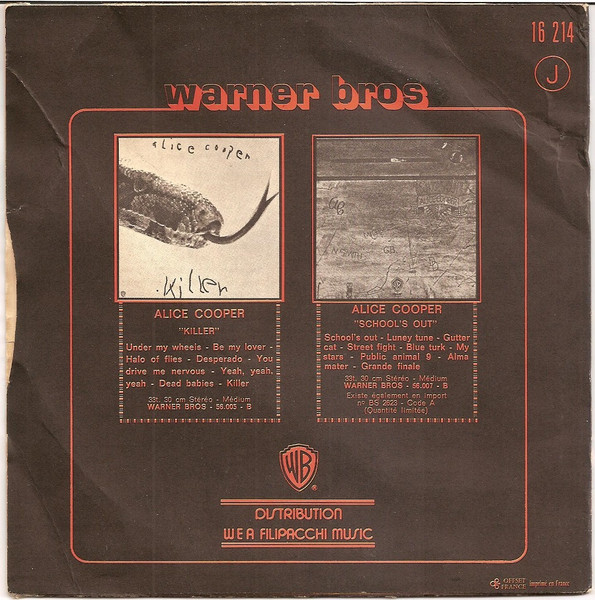 16 214
J
warner bros
alice cooper
Killer
ALICE COOPER
"KILLER"
Under my wheels - Be my lover -
Halo of flies - Desperado - You
drive me nervous - Yeah, yeah,
yeah - Dead babies - Killer
33t. 30 cm Stéréo - Médium
WARNER BROS - 56.005 - B
ALICE COOPER
"SCHOOL'S OUT"
School's out - Luney tune - Gutter
cat - Street fight - Blue turk - My
stars - Public animal 9 - Alma
mater - Grande finale
33t. 30 cm Stéréo - Médium
WARNER BROS - 56.007 - B
Existe également en import
n° BS 2623 - Code A
(Quantité limitée)
WB
DISTRIBUTION
WEA FILIPACCHI MUSIC
OFFSET
FRANCE
Imprimé en France